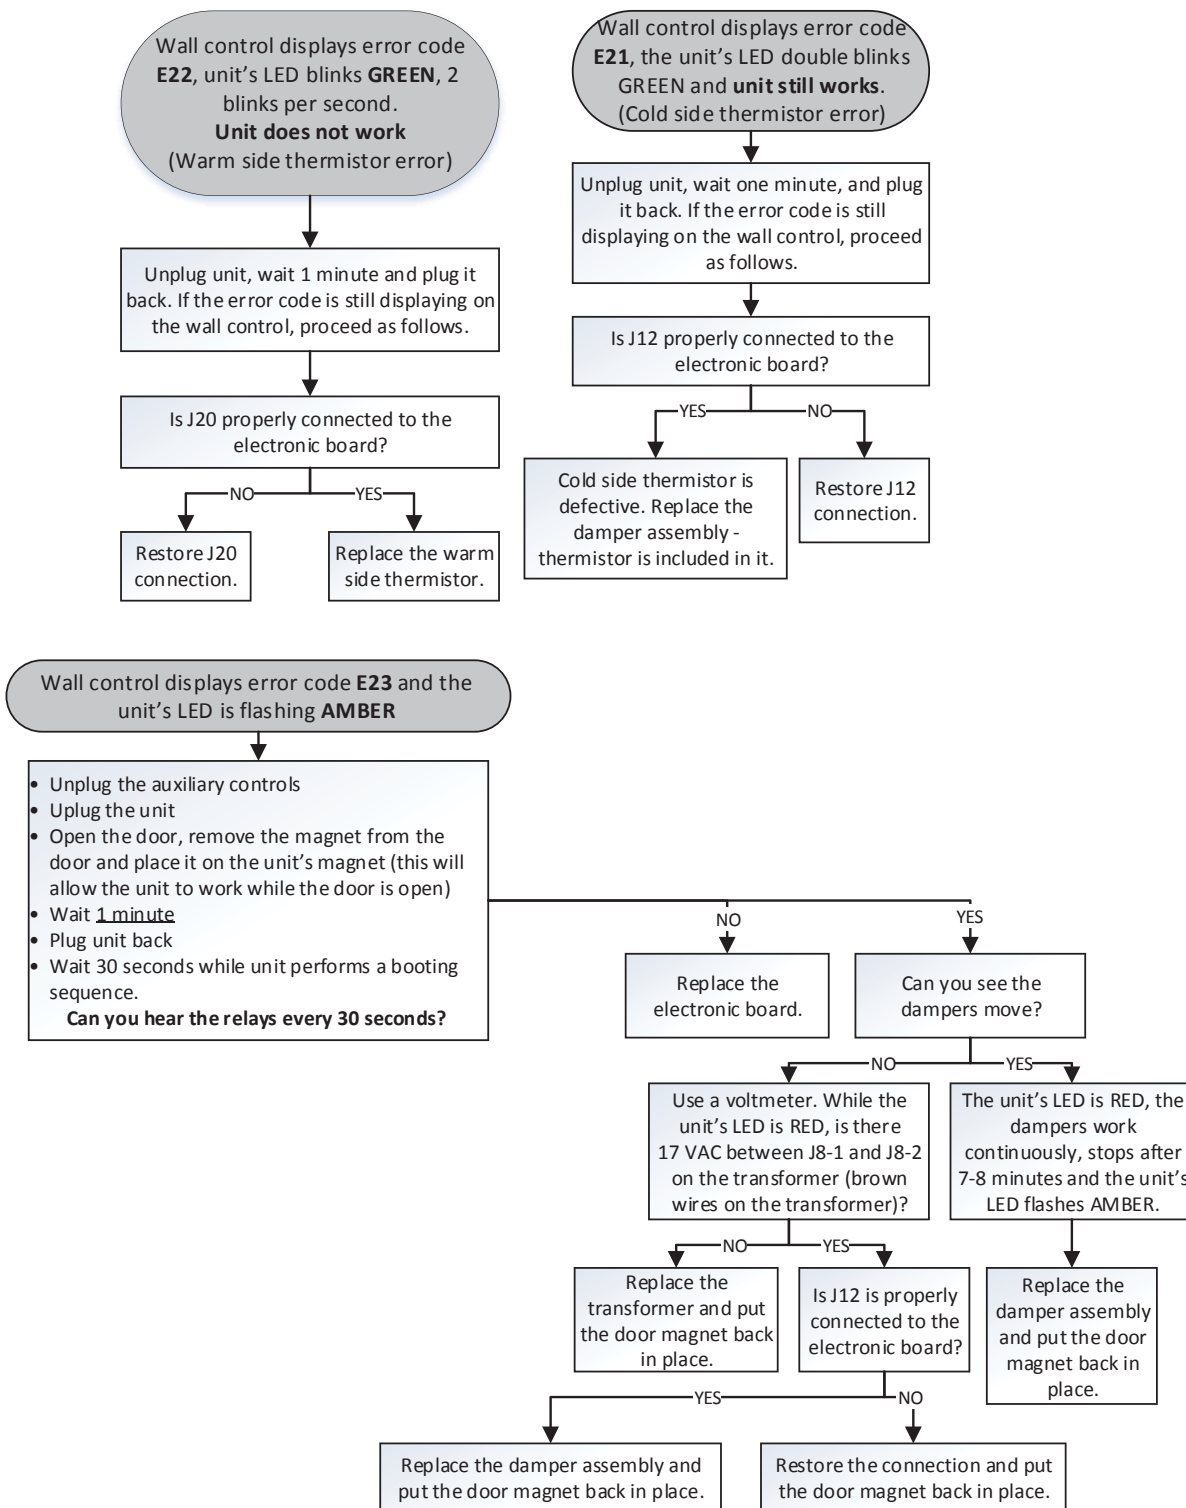 Wall control displays error code
E22, unit's LED blinks GREEN, 2
blinks per second.
Unit does not work
(Warm side thermistor error)
Unplug unit, wait 1 minute and plug it
back. If the error code is still displaying on
the wall control, proceed as follows.
Is J20 properly connected to the
electronic board?
NO
YES
Restore J20
connection.
Replace the warm
side thermistor.
Wall control displays error code
E21, the unit's LED double blinks
GREEN and unit still works.
(Cold side thermistor error)
Unplug unit, wait one minute, and plug
it back. If the error code is still
displaying on the wall control, proceed
as follows.
Is J12 properly connected to the
electronic board?
YES
NO
Cold side thermistor is
defective. Replace the
damper assembly -
thermistor is included in it.
Restore J12
connection.
Wall control displays error code E23 and the
unit's LED is flashing AMBER
• Unplug the auxiliary controls
• Uplug the unit
• Open the door, remove the magnet from the
door and place it on the unit's magnet (this will
allow the unit to work while the door is open)
• Wait 1 minute
• Plug unit back
• Wait 30 seconds while unit performs a booting
sequence.
Can you hear the relays every 30 seconds?
NO
YES
Replace the
electronic board.
Can you see the
dampers move?
NO
YES
Use a voltmeter. While the
unit's LED is RED, is there
17 VAC between J8-1 and J8-2
on the transformer (brown
wires on the transformer)?
The unit's LED is RED, the
dampers work
continuously, stops after
7-8 minutes and the unit's
LED flashes AMBER.
NO
YES
Replace the
transformer and put
the door magnet back
in place.
Is J12 is properly
connected to the
electronic board?
Replace the
damper assembly
and put the door
magnet back in
place.
YES
NO
Replace the damper assembly and
put the door magnet back in place.
Restore the connection and put
the door magnet back in place.